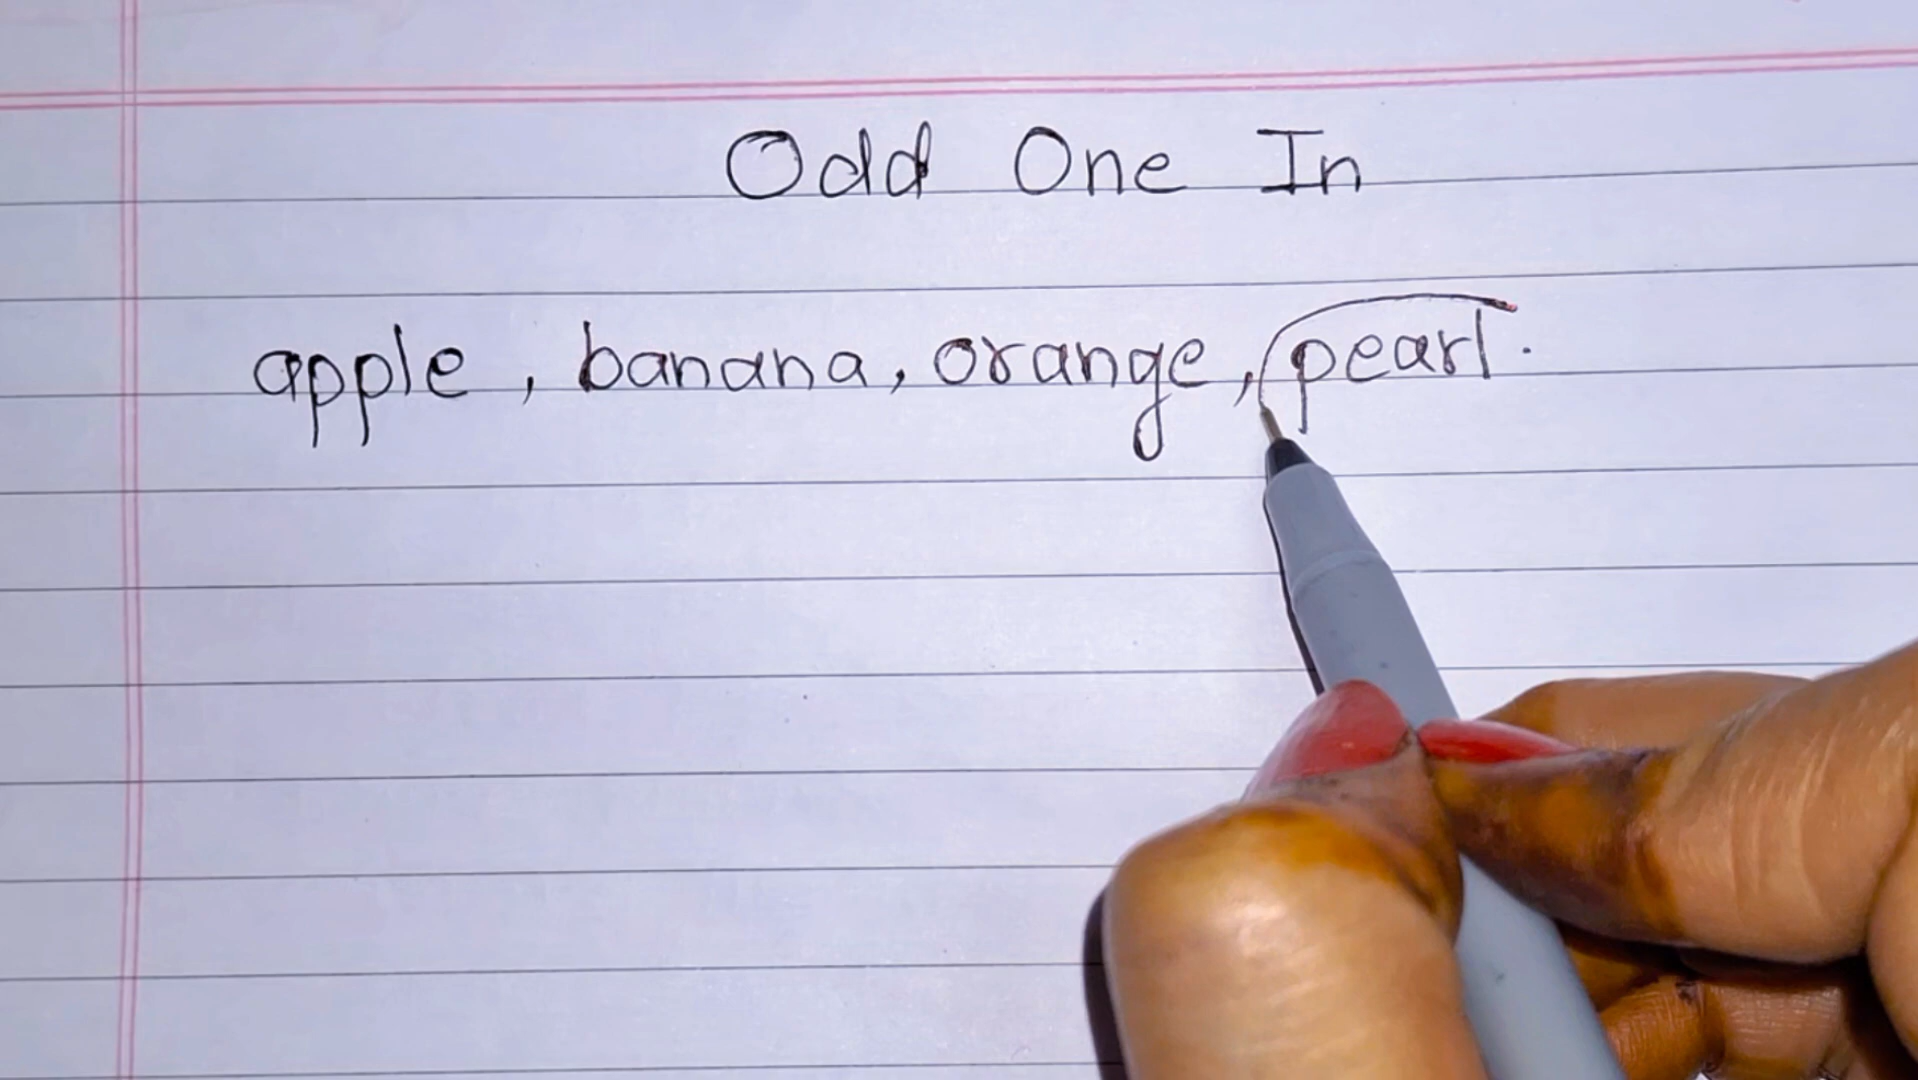 Odd One In
apple, banana, orange, pearl.